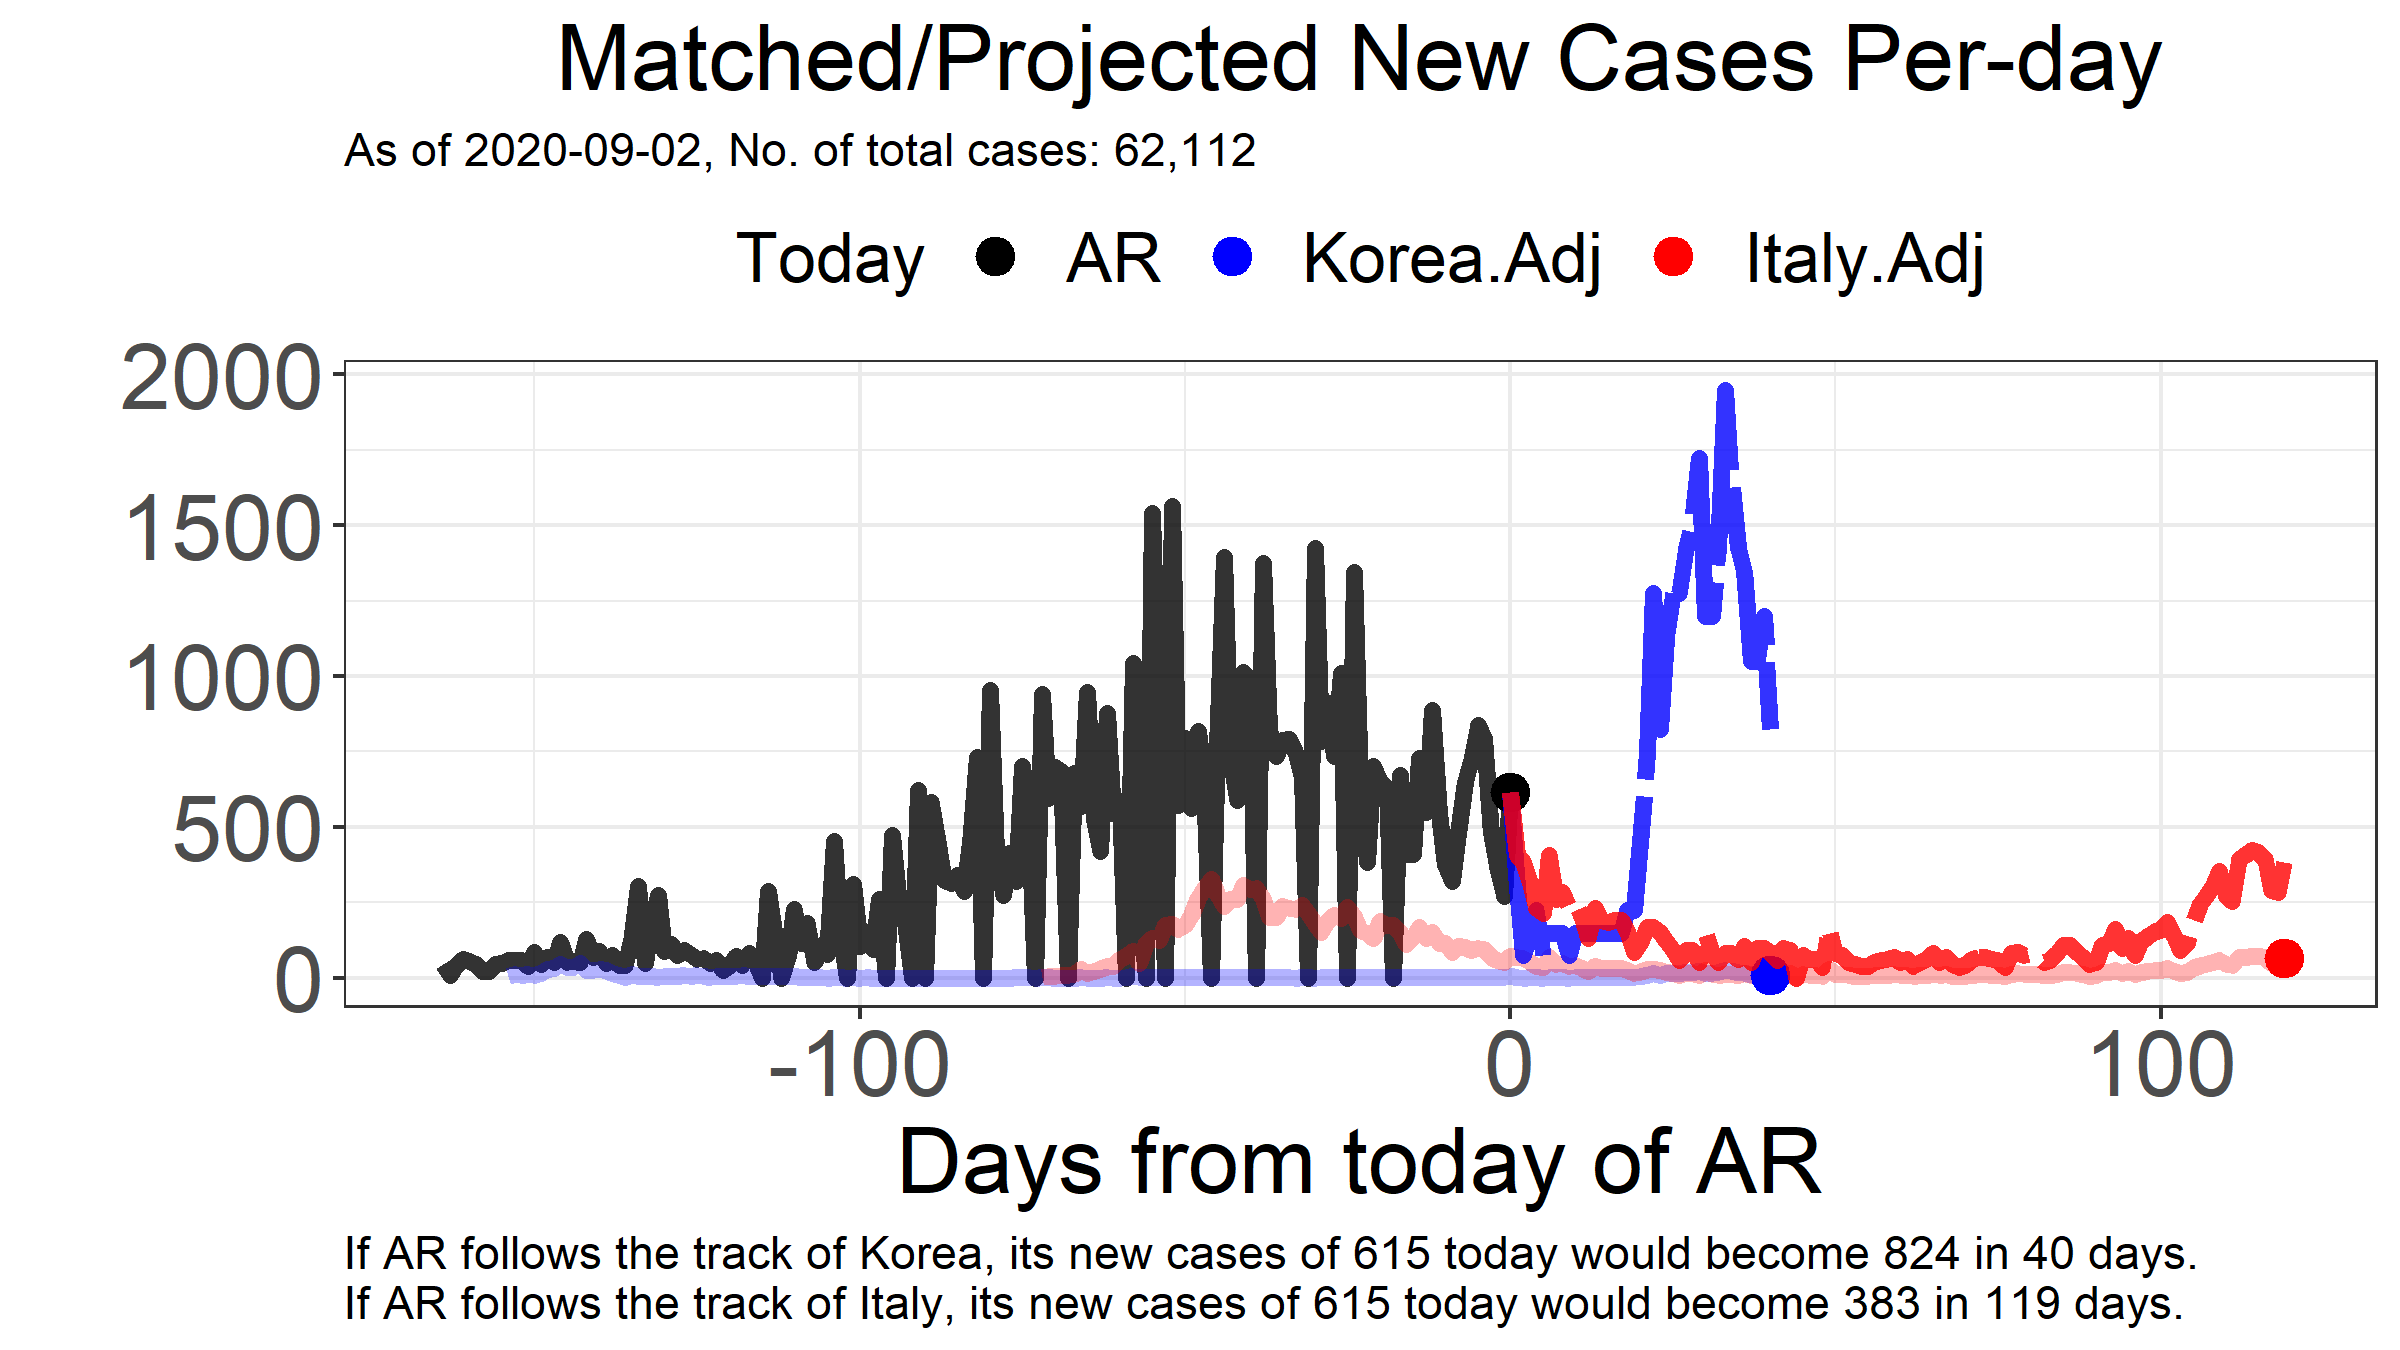 Matched/Projected New Cases Per-day
As of 2020-09-02, No. of total cases: 62,112
Today AR Korea.Adj Italy.Adj
2000
1500
1000
500
0
-100 0 100
Days from today of AR
If AR follows the track of Korea, its new cases of 615 today would become 824 in 40 days.
If AR follows the track of Italy, its new cases of 615 today would become 383 in 119 days.